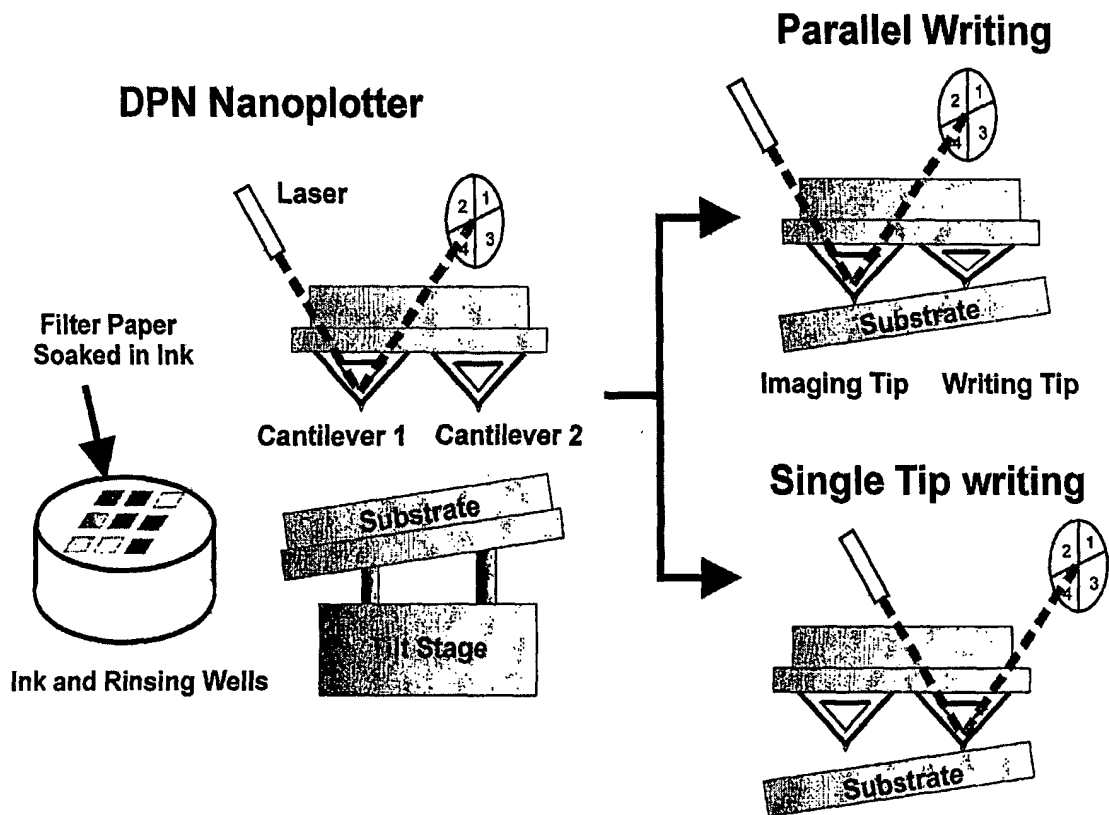 Parallel Writing
DPN Nanoplotter
Laser
2 1
4 3
2 1
4 3
Filter Paper
Soaked in Ink
Substrate
Imaging Tip Writing Tip
Cantilever 1 Cantilever 2
Single Tip writing
Substrate
2 1
4 3
Tilt Stage
Ink and Rinsing Wells
Substrate